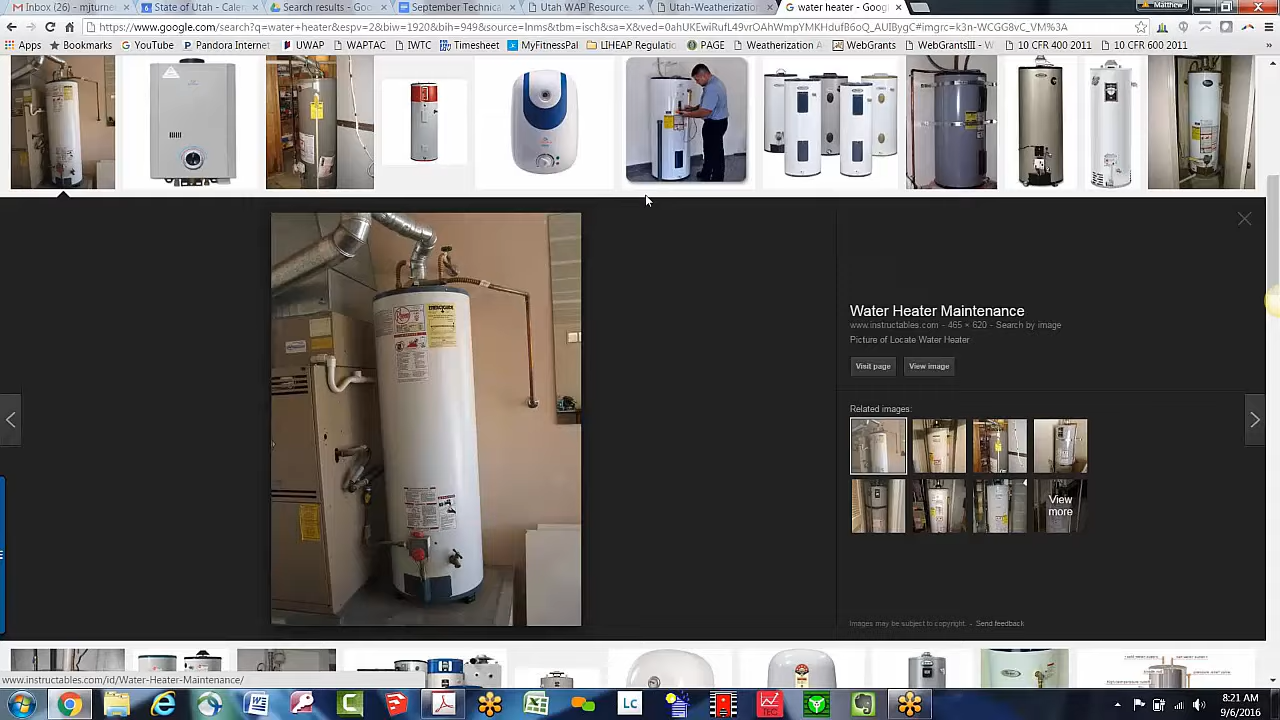 Inbox (26) - mjturne
State of Utah - Caler
Search results - Goo
September Technica
Utah WAP Resources
Utah-Weatherization
water heater - Goog
Matthew
https://www.google.com/search?q=water+heater&espv=2&biw=1920&bih=949&source=lnms&tbm=isch&sa=X&ved=0ahUKEwjh1L49vrOAhXmpYMKHdufB6oQ_AUIBygC#imgrc=k3n-WCGG8vC_VM%3A
Apps
Bookmarks
YouTube
Pandora Internet
UWAP
WAPTAC
IWTC
Timesheet
MyFitnessPal
LIHEAP Regulatio
PAGE
Weatherization A
WebGrants
WebGrantsIII - W
10 CFR 400 2011
10 CFR 600 2011
»
Water Heater Maintenance
www.instructables.com - 465 × 620 - Search by image
Picture of Locate Water Heater
Visit page
View image
Related images:
View
more
Images may be subject to copyright. - Send feedback
www.instructables.com/id/Water-Heater-Maintenance/
Lc
8:21 AM
9/6/2016